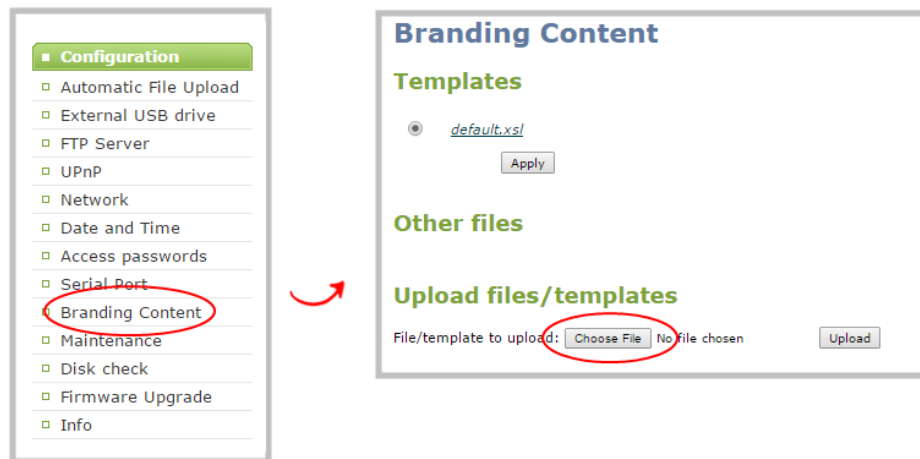 Configuration
Automatic File Upload
External USB drive
FTP Server
UPnP
Network
Date and Time
Access passwords
Serial Port
Branding Content
Maintenance
Disk check
Firmware Upgrade
Info
Branding Content
Templates
default.xsl
Apply
Other files
Upload files/templates
File/template to upload: Choose File No file chosen Upload